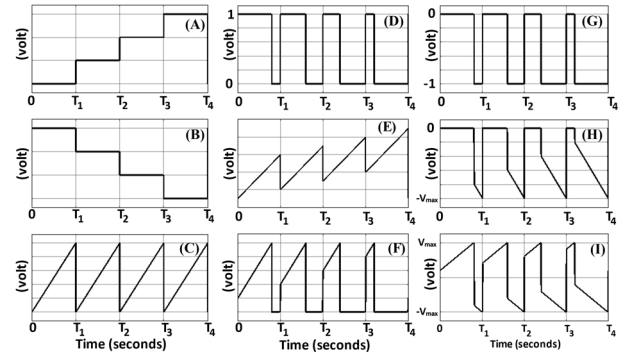 (A)
(volt)
0 T1 T2 T3 T4
(D)
1
0
(volt)
0 T1 T2 T3 T4
(G)
0
-1
(volt)
0 T1 T2 T3 T4
(B)
(volt)
0 T1 T2 T3 T4
(E)
(volt)
0 T1 T2 T3 T4
(H)
0
-Vmax
(volt)
0 T1 T2 T3 T4
(C)
(volt)
0 T1 T2 T3 T4
Time (seconds)
(F)
(volt)
0 T1 T2 T3 T4
Time (seconds)
(I)
Vmax
-Vmax
(volt)
0 T1 T2 T3 T4
Time (seconds)